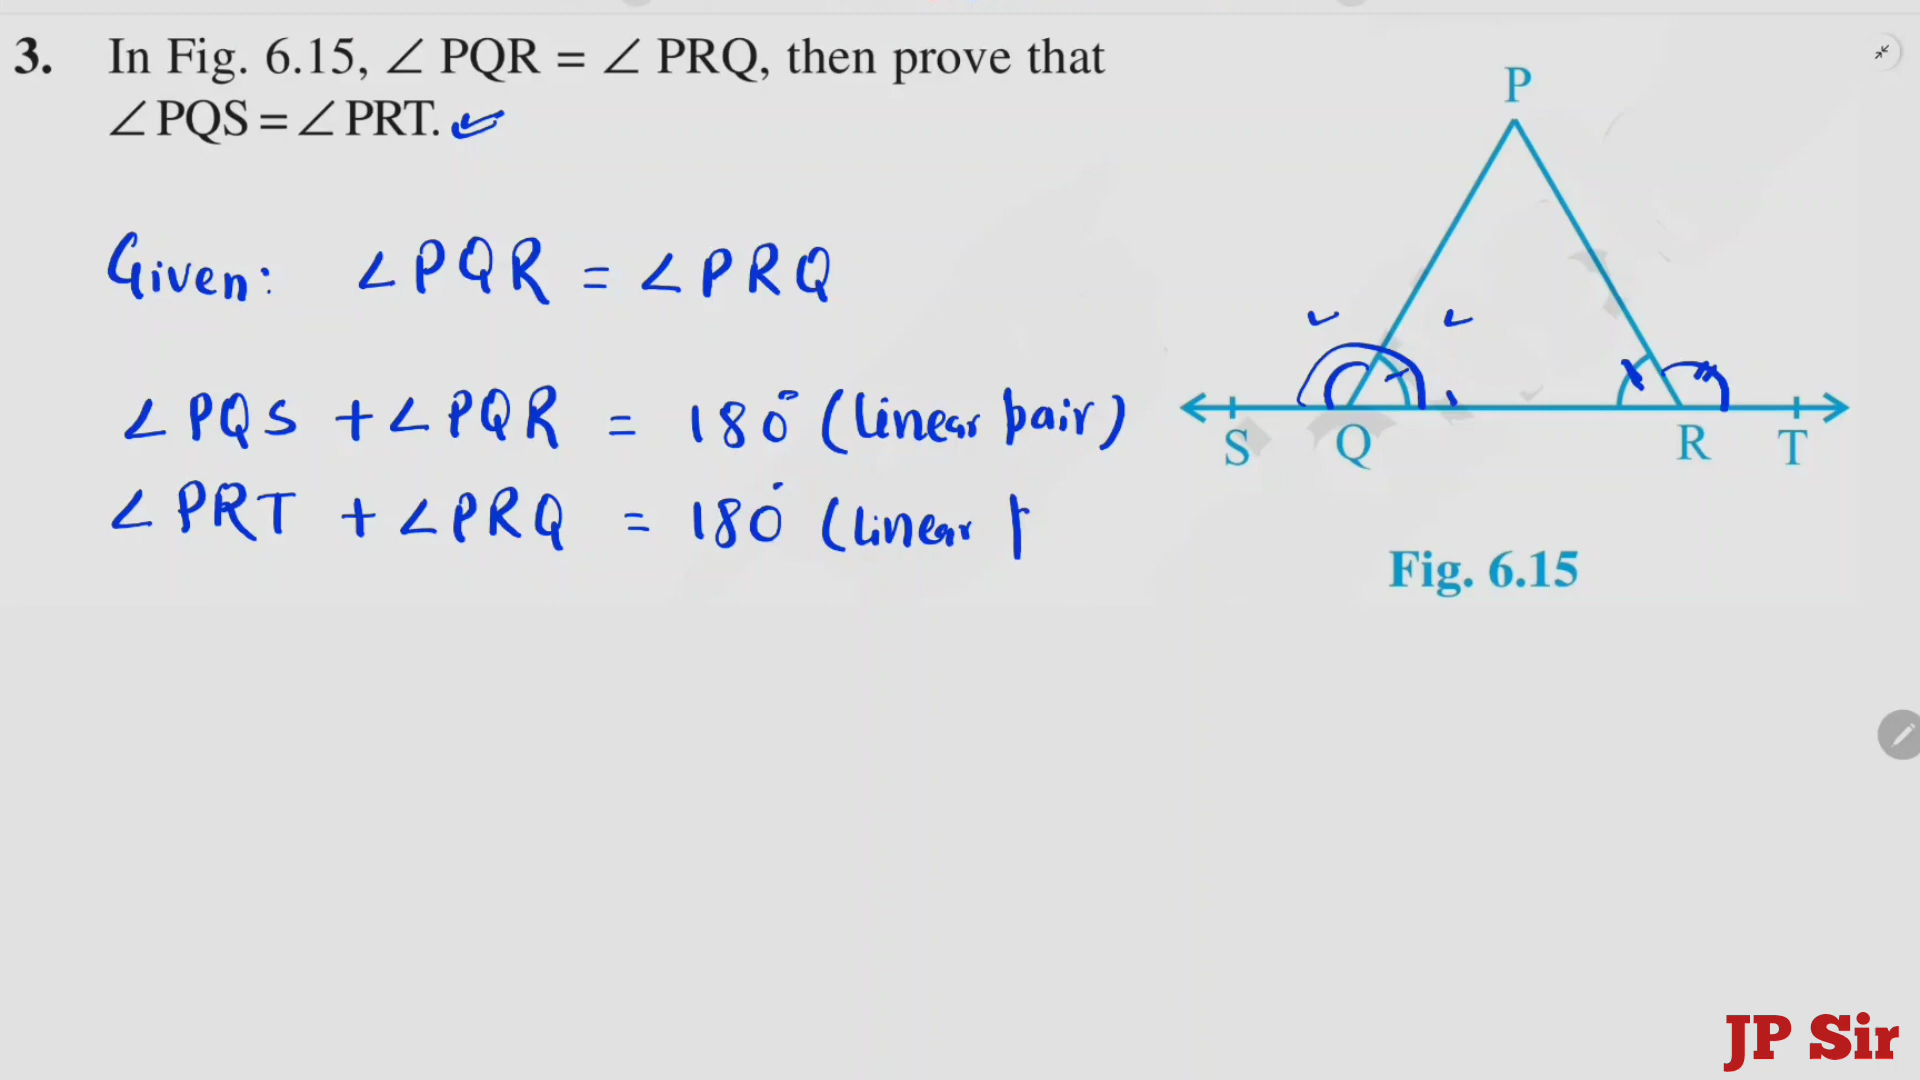 3. In Fig. 6.15, ∠ PQR = ∠ PRQ, then prove that
∠PQS = ∠PRT.
Given: ∠PQR = ∠PRQ
∠PQS + ∠PQR = 180° (linear pair)
∠PRT + ∠PRQ = 180° (linear p
P
S Q R T
Fig. 6.15
JP Sir